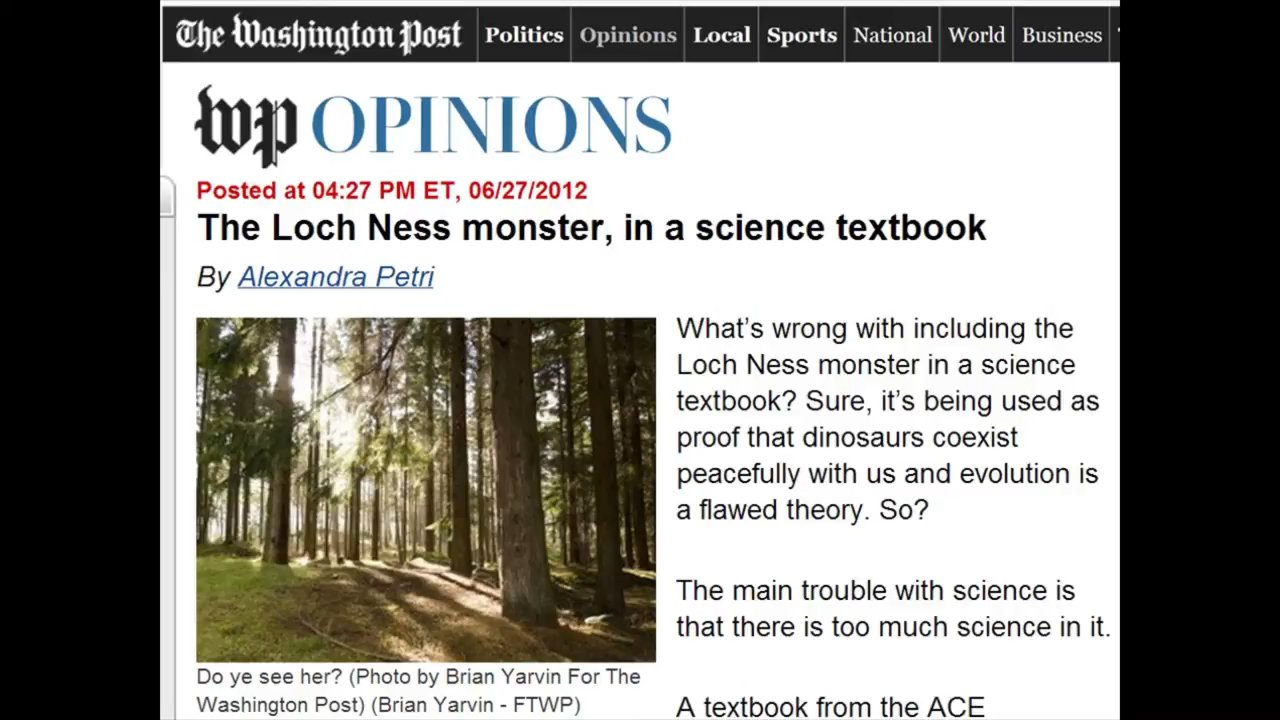 The Washington Post Politics Opinions Local Sports National World Business
wp OPINIONS
Posted at 04:27 PM ET, 06/27/2012
The Loch Ness monster, in a science textbook
By Alexandra Petri
What’s wrong with including the
Loch Ness monster in a science
textbook? Sure, it’s being used as
proof that dinosaurs coexist
peacefully with us and evolution is
a flawed theory. So?
The main trouble with science is
that there is too much science in it.
A textbook from the ACE
Do ye see her? (Photo by Brian Yarvin For The
Washington Post) (Brian Yarvin - FTWP)